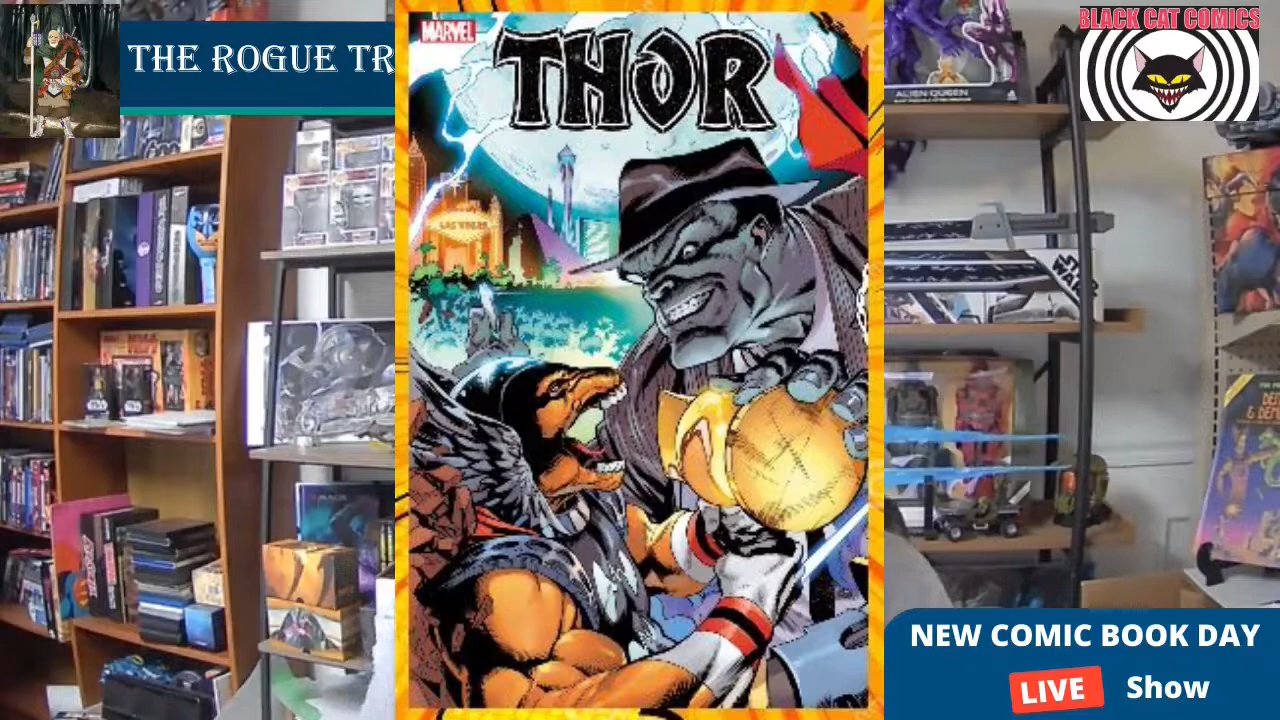 THE ROGUE TR
MARVEL
THOR
LAS VEGAS
BLACK CAT COMICS
ALIEN QUEEN
STAR
WARS
NEW COMIC BOOK DAY
LIVE Show